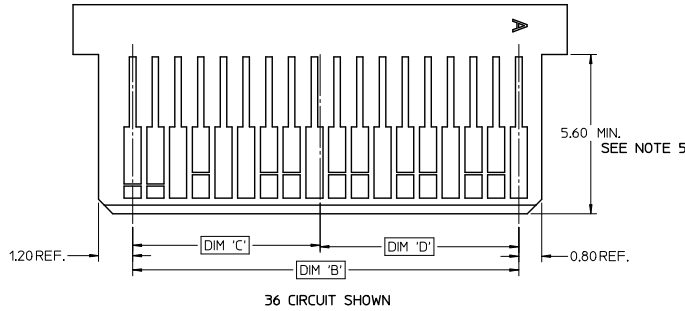 A
5.60 MIN.
SEE NOTE 5
DIM 'C'
DIM 'D'
1.20 REF.
DIM 'B'
0.80 REF.
36 CIRCUIT SHOWN